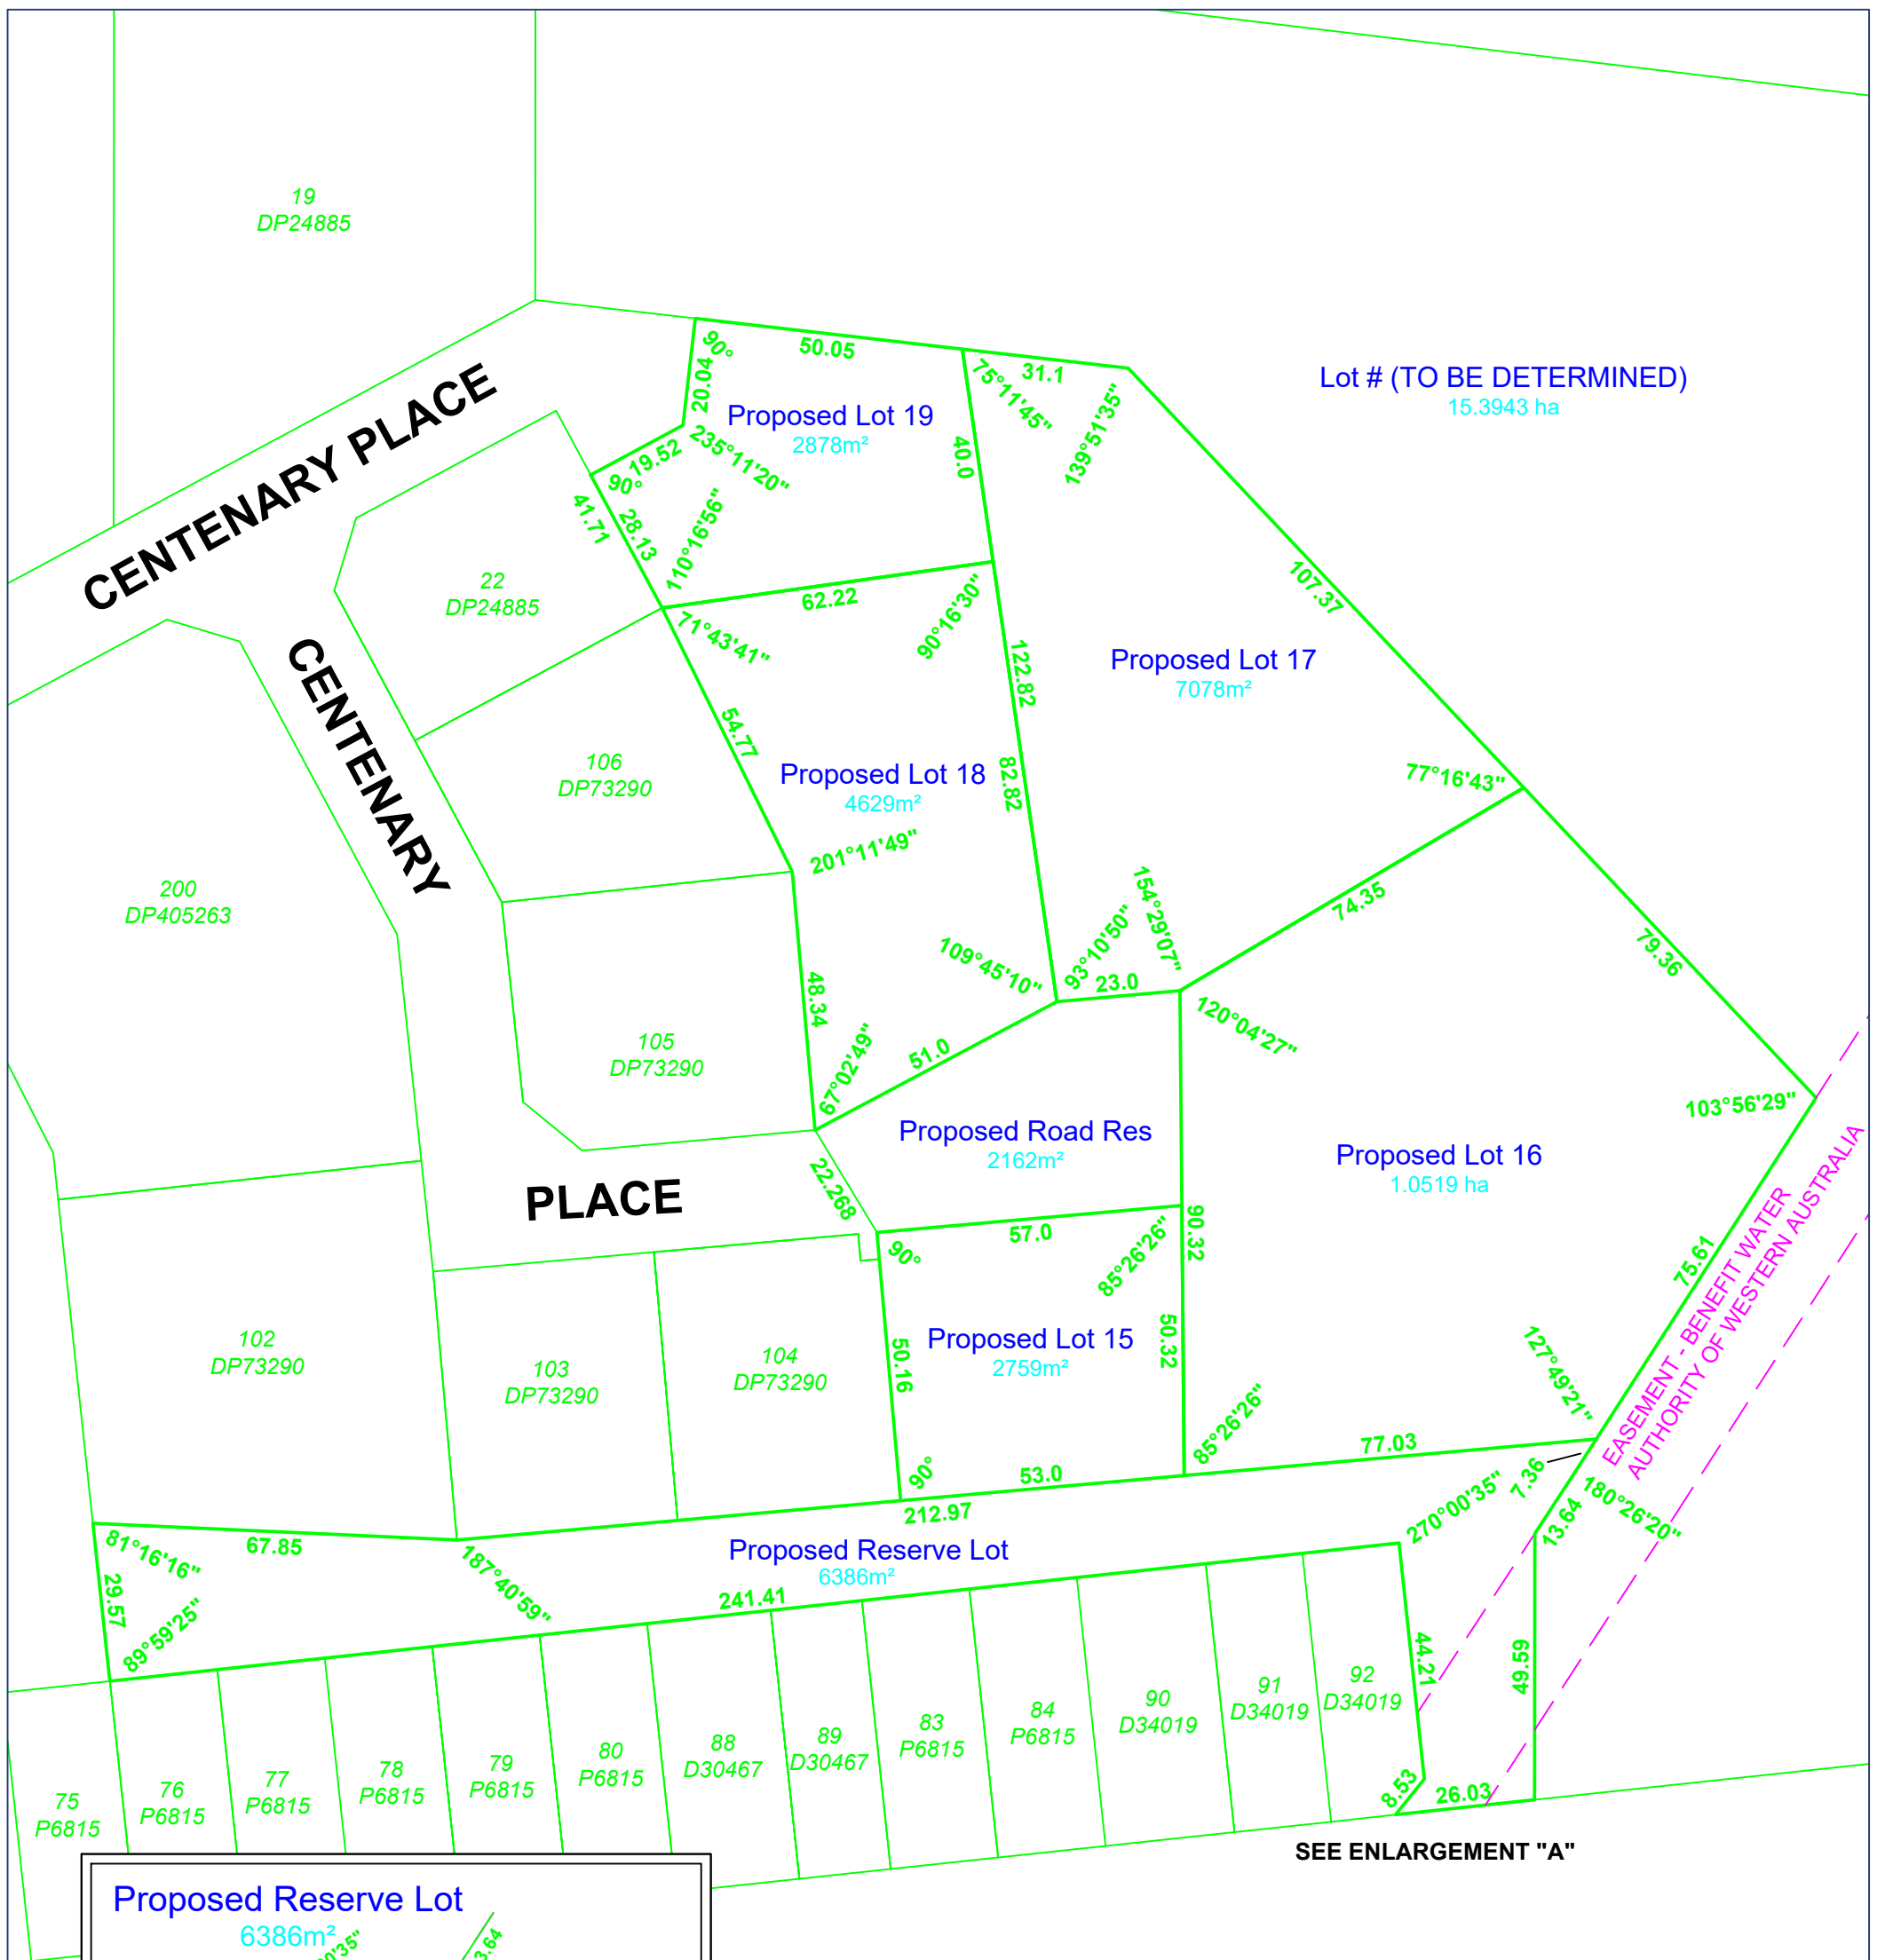 19
DP24885
CENTENARY PLACE
90°
50.05
20.04
Proposed Lot 19
2878m²
19.52
235°11'20"
90°
41.71
28.13
110°16'56"
40.0
31.1
75°11'45"
139°51'35"
Lot # (TO BE DETERMINED)
15.3943 ha
22
DP24885
62.22
71°43'41"
90°16'30"
107.37
Proposed Lot 17
7078m²
122.82
CENTENARY
106
DP73290
54.77
Proposed Lot 18
4629m²
82.82
77°16'43"
201°11'49"
200
DP405263
154°29'07"
74.35
109°45'10"
93°10'50"
23.0
79.36
48.34
120°04'27"
105
DP73290
67°02'49"
51.0
103°56'29"
Proposed Road Res
2162m²
Proposed Lot 16
1.0519 ha
PLACE
22.268
57.0
90°
85°26'26"
90.32
75.61
EASEMENT - BENEFIT WATER
AUTHORITY OF WESTERN AUSTRALIA
102
DP73290
103
DP73290
104
DP73290
50.16
Proposed Lot 15
2759m²
50.32
127°49'21"
85°26'26"
77.03
90°
53.0
212.97
270°00'35"
7.36
13.64
180°26'20"
81°16'16"
67.85
187°40'59"
Proposed Reserve Lot
6386m²
29.57
89°59'25"
241.41
44.21
49.59
75
P6815
76
P6815
77
P6815
78
P6815
79
P6815
80
P6815
88
D30467
89
D30467
83
P6815
84
P6815
90
D34019
91
D34019
92
D34019
8.53
26.03
SEE ENLARGEMENT "A"
Proposed Reserve Lot
6386m²